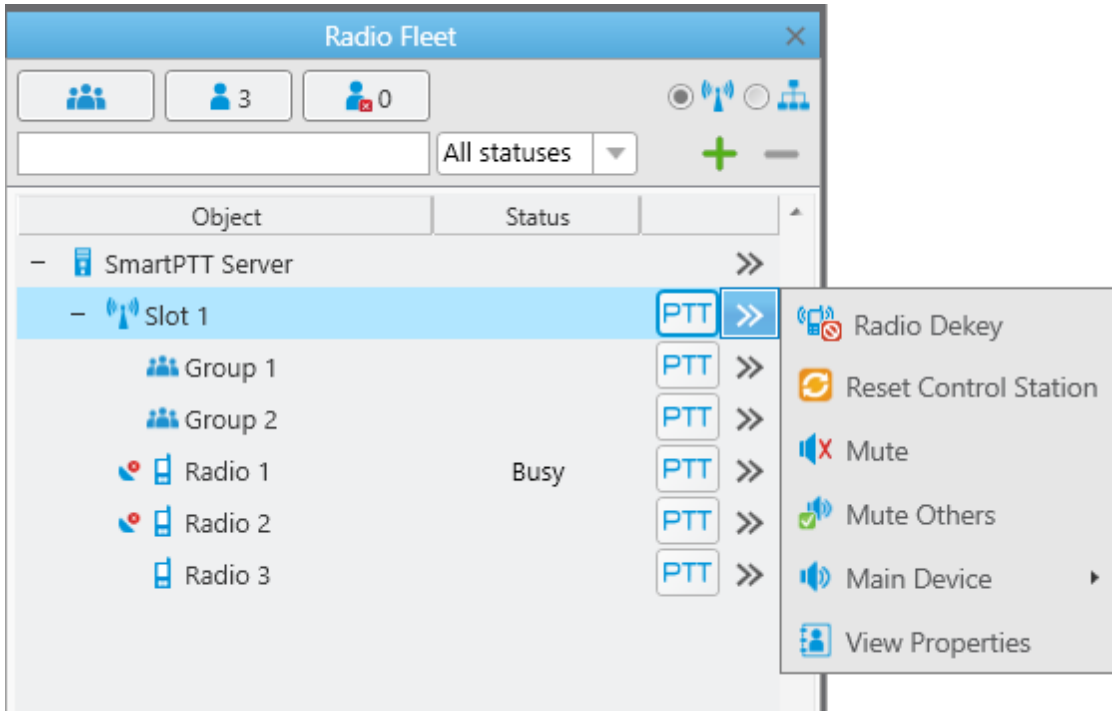 Radio Fleet
3
0
All statuses
Object Status
SmartPTT Server
Slot 1 PTT
Radio Dekey
Group 1 PTT
Reset Control Station
Group 2 PTT
Mute
Radio 1 Busy PTT
Mute Others
Radio 2 PTT
Main Device
Radio 3 PTT
View Properties